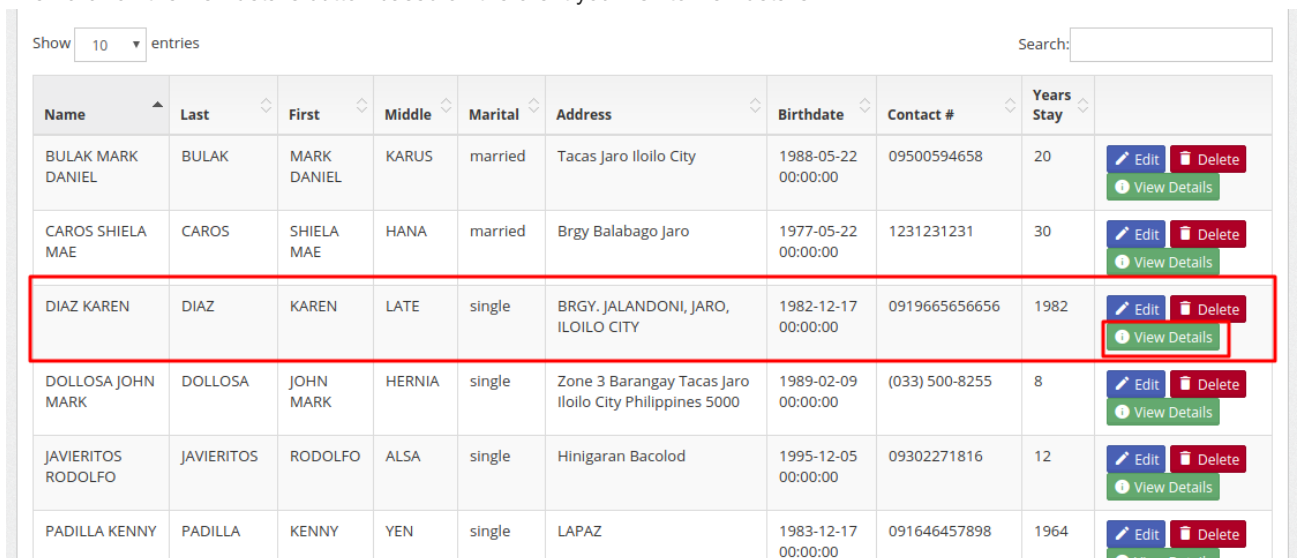 Show 10 entries Search:
Name Last First Middle Marital Address Birthdate Contact # Years Stay
BULAK MARK DANIEL BULAK MARK DANIEL KARUS married Tacas Jaro Iloilo City 1988-05-22 00:00:00 09500594658 20 Edit Delete View Details
CAROS SHIELA MAE CAROS SHIELA MAE HANA married Brgy Balabago Jaro 1977-05-22 00:00:00 1231231231 30 Edit Delete View Details
DIAZ KAREN DIAZ KAREN LATE single BRGY. JALANDONI, JARO, ILOILO CITY 1982-12-17 00:00:00 0919665656656 1982 Edit Delete View Details
DOLLOSA JOHN MARK DOLLOSA JOHN MARK HERNIA single Zone 3 Barangay Tacas Jaro Iloilo City Philippines 5000 1989-02-09 00:00:00 (033) 500-8255 8 Edit Delete View Details
JAVIERITOS RODOLFO JAVIERITOS RODOLFO ALSA single Hinigaran Bacolod 1995-12-05 00:00:00 09302271816 12 Edit Delete View Details
PADILLA KENNY PADILLA KENNY YEN single LAPAZ 1983-12-17 00:00:00 091646457898 1964 Edit Delete